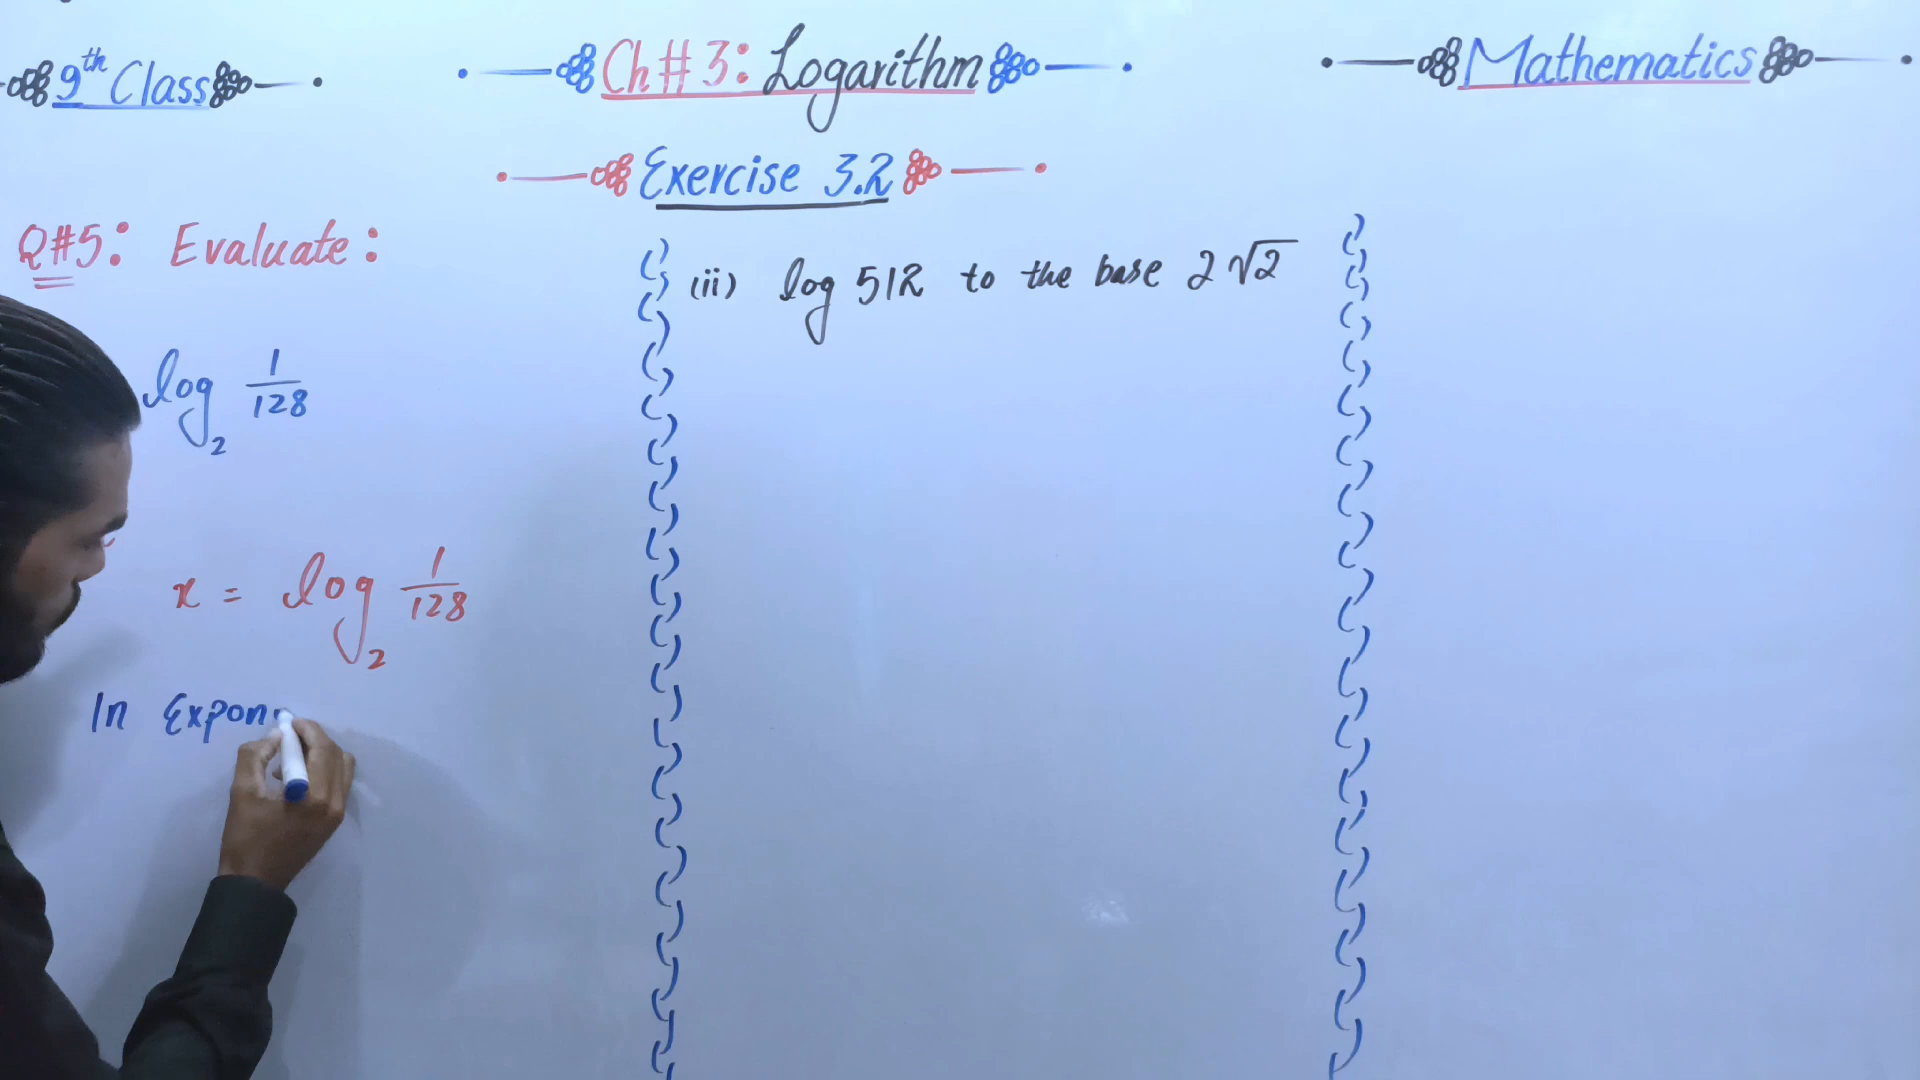 9th Class
Ch# 3: Logarithm
Mathematics
Exercise 3.2
Q#5: Evaluate:
log₂ 1/128
x = log₂ 1/128
In Expon
(ii) log 512 to the base 2√2